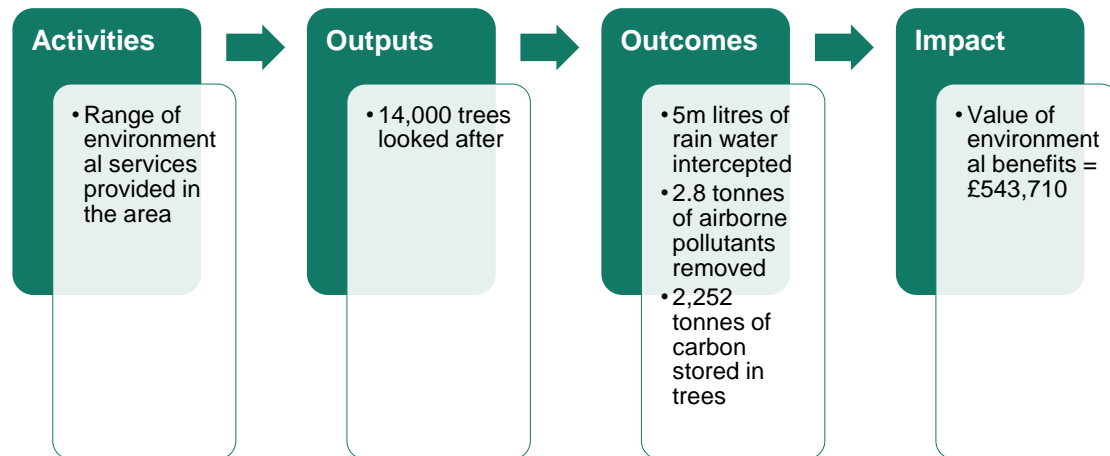 Activities
• Range of
environment
al services
provided in
the area
Outputs
• 14,000 trees
looked after
Outcomes
• 5m litres of
rain water
intercepted
• 2.8 tonnes
of airborne
pollutants
removed
• 2,252
tonnes of
carbon
stored in
trees
Impact
• Value of
environment
al benefits =
£543,710